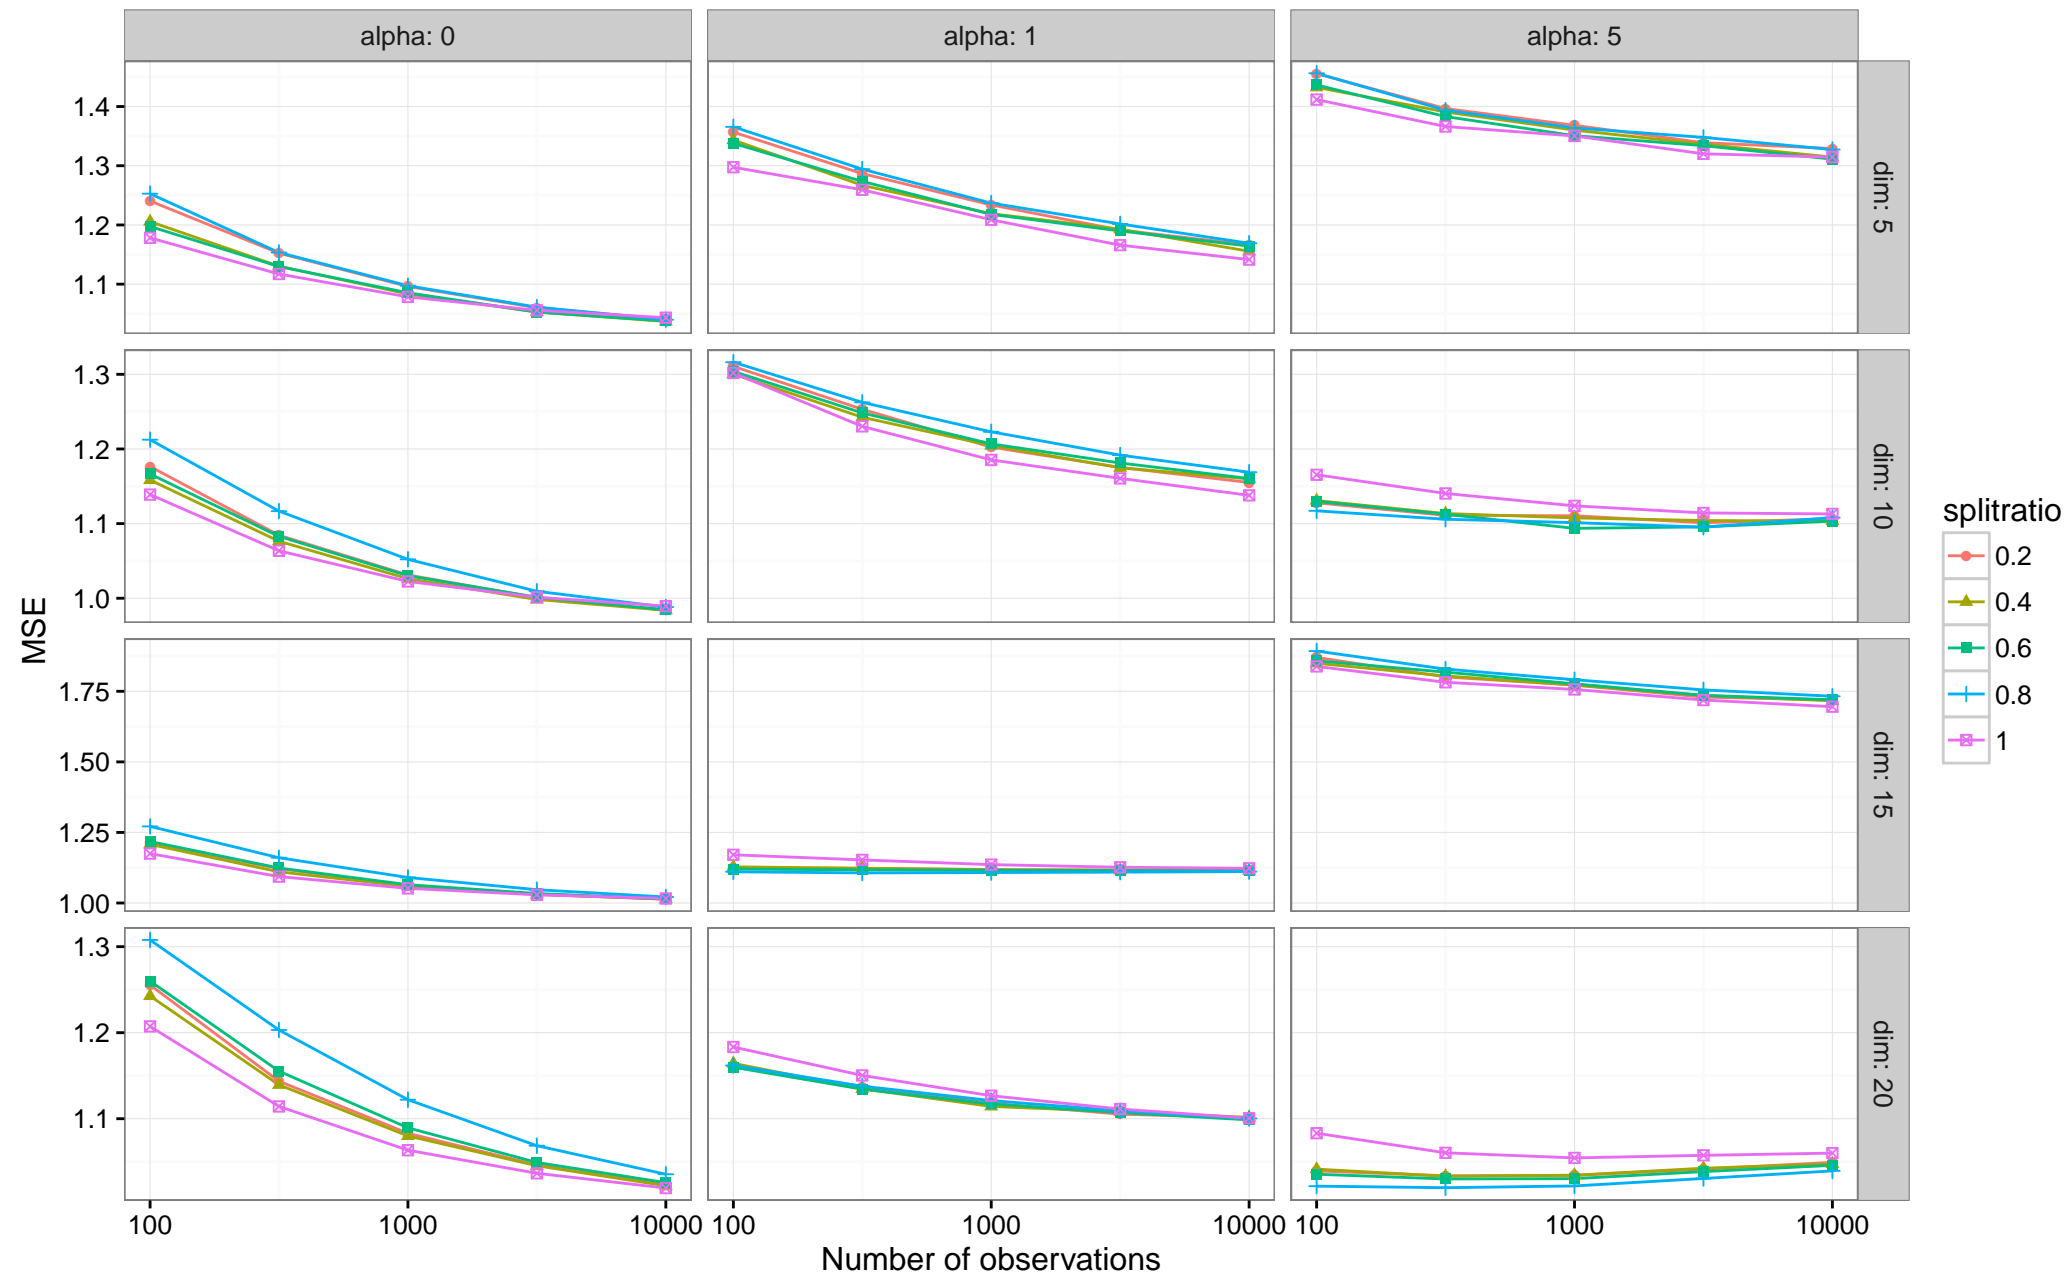 alpha: 0
alpha: 1
alpha: 5
1.4
1.3
1.2
1.1
dim: 5
1.3
1.2
1.1
1.0
dim: 10
MSE
1.75
1.50
1.25
1.00
dim: 15
1.3
1.2
1.1
dim: 20
100
1000
10000
100
1000
10000
100
1000
10000
Number of observations
splitratio
0.2
0.4
0.6
0.8
1